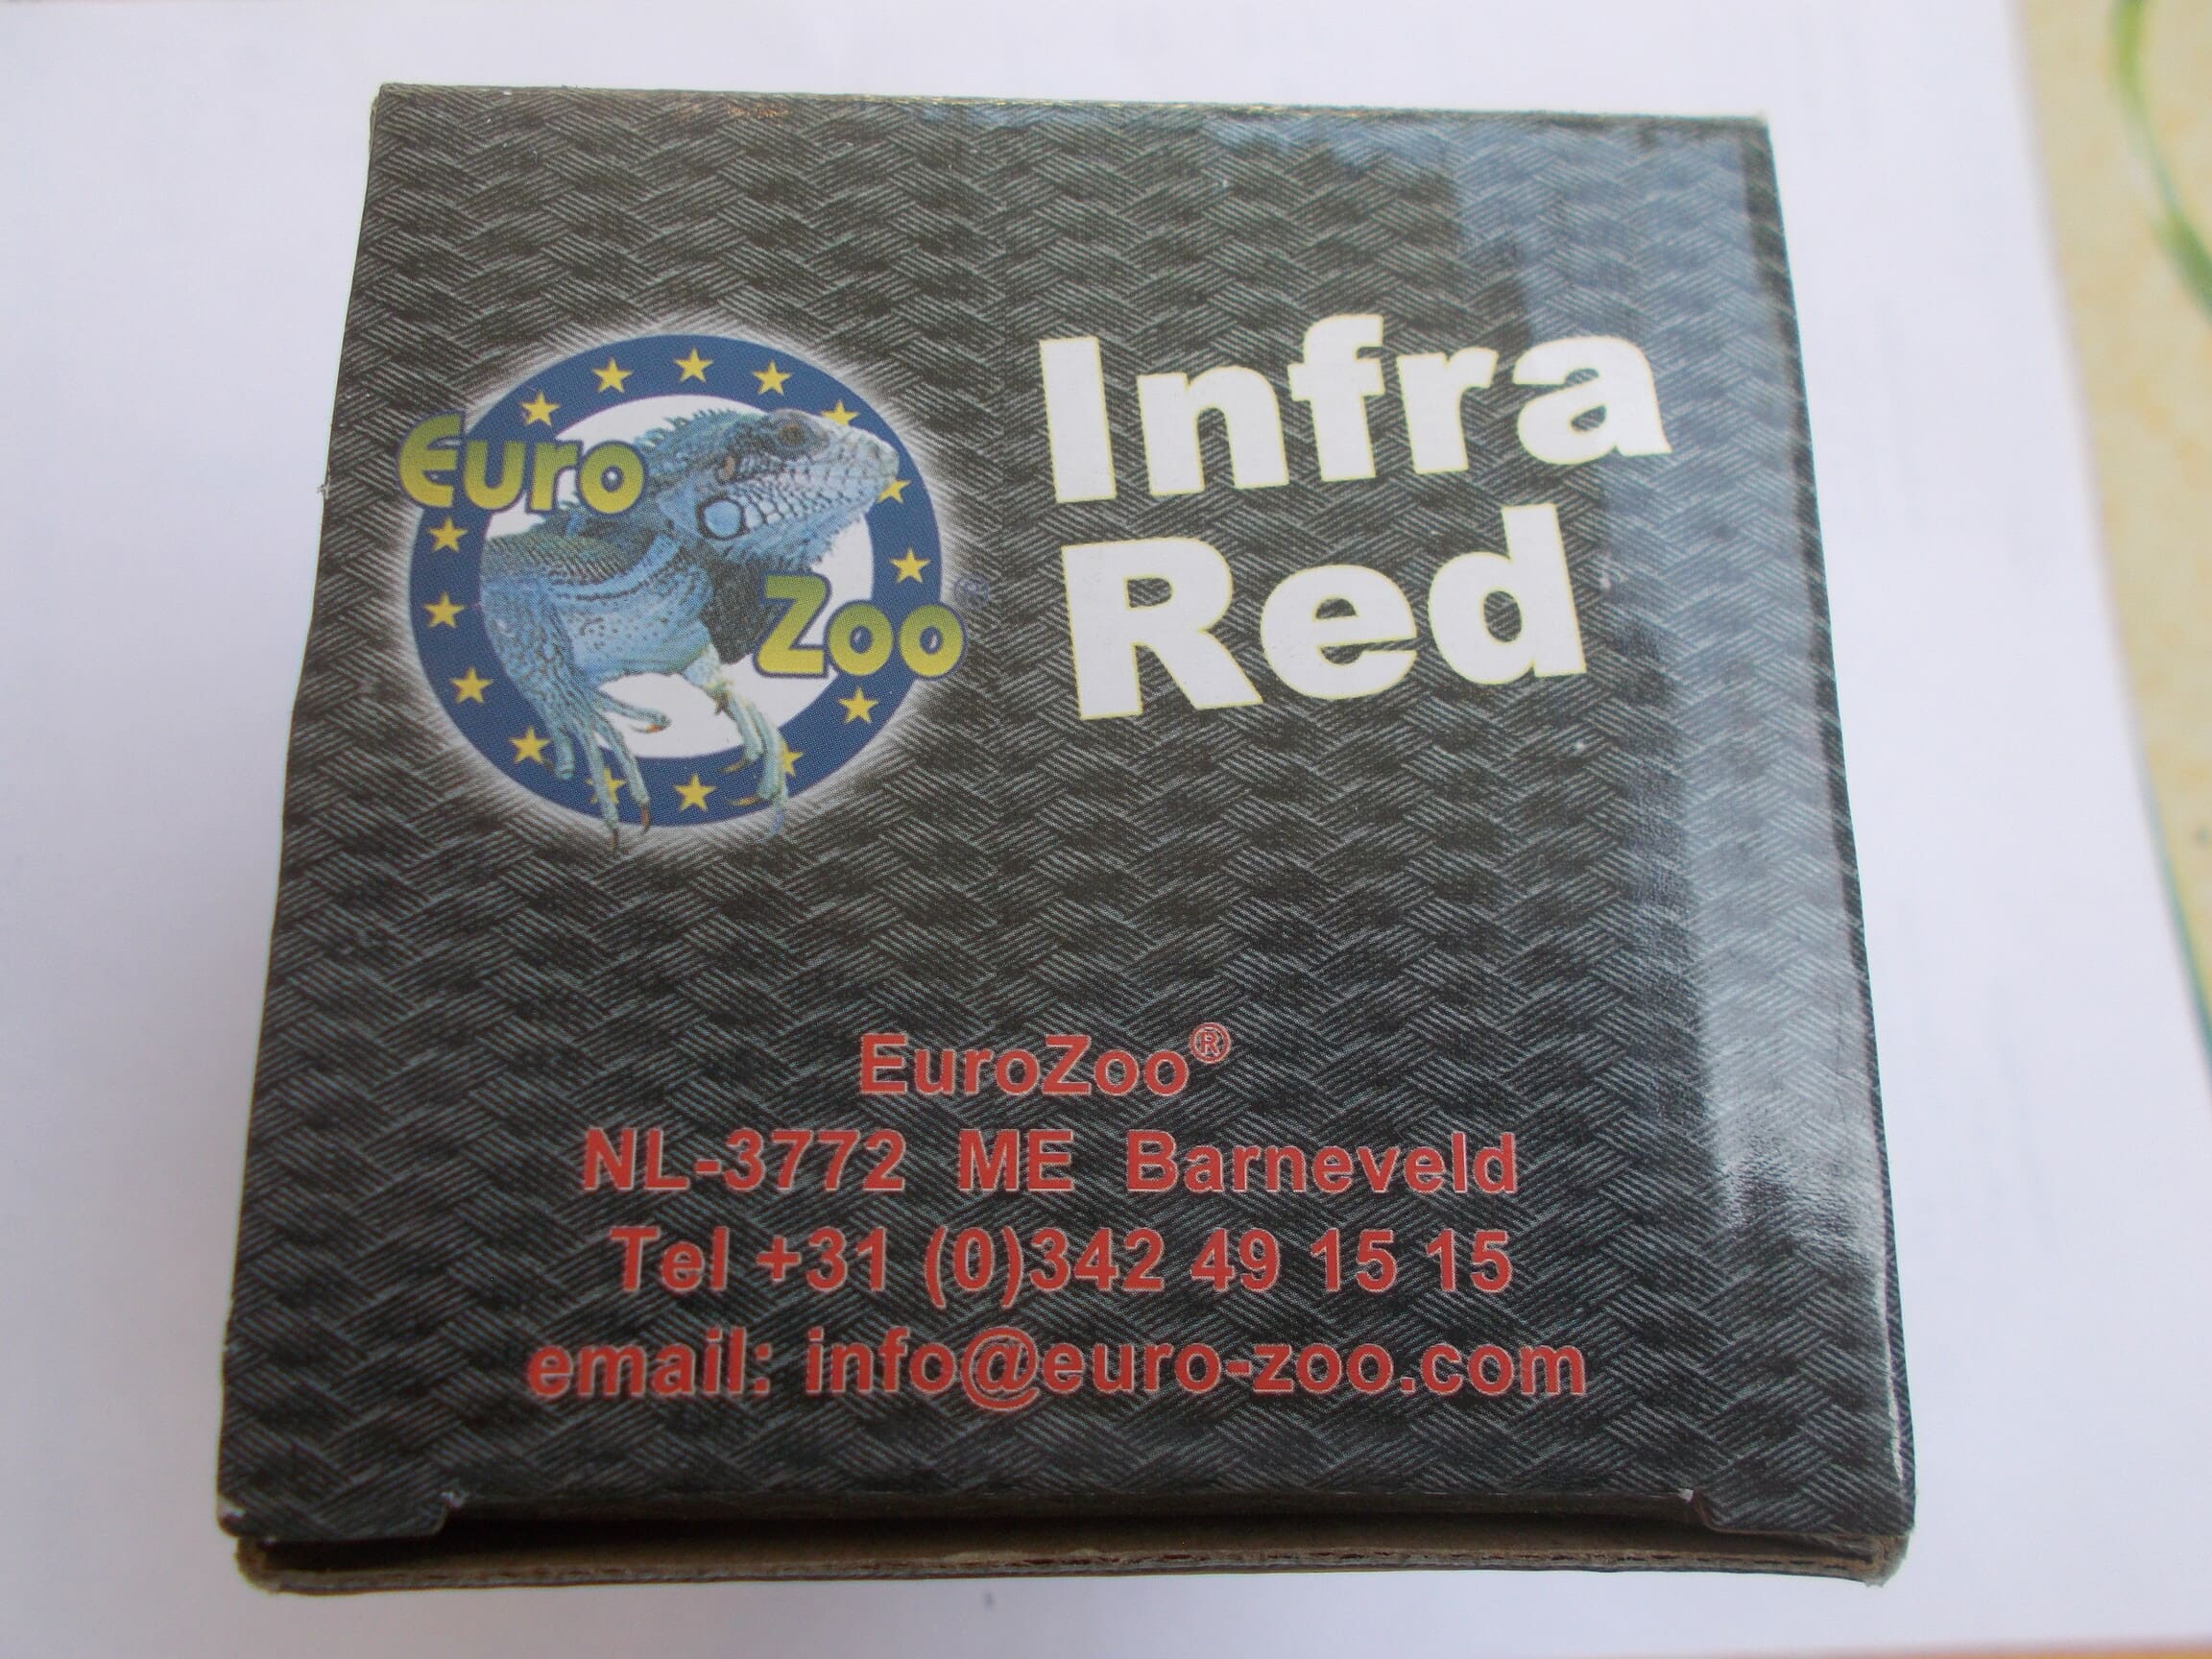 Euro
Zoo®
Infra
Red
EuroZoo®
NL-3772 ME Barneveld
Tel +31 (0)342 49 15 15
email: info@euro-zoo.com